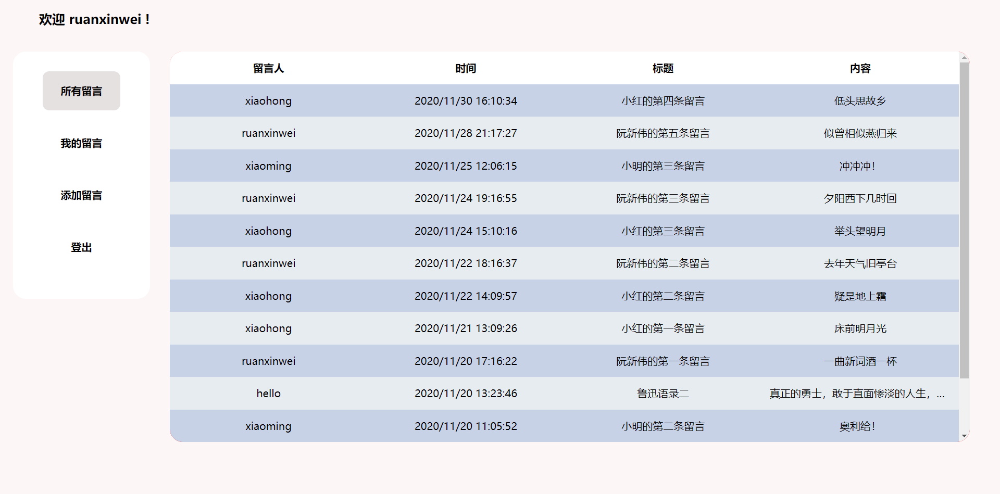 欢迎 ruanxinwei！
所有留言
我的留言
添加留言
登出
留言人 时间 标题 内容
xiaohong 2020/11/30 16:10:34 小红的第四条留言 低头思故乡
ruanxinwei 2020/11/28 21:17:27 阮新伟的第五条留言 似曾相似燕归来
xiaoming 2020/11/25 12:06:15 小明的第三条留言 冲冲冲！
ruanxinwei 2020/11/24 19:16:55 阮新伟的第三条留言 夕阳西下几时回
xiaohong 2020/11/24 15:10:16 小红的第三条留言 举头望明月
ruanxinwei 2020/11/22 18:16:37 阮新伟的第二条留言 去年天气旧亭台
xiaohong 2020/11/22 14:09:57 小红的第二条留言 疑是地上霜
xiaohong 2020/11/21 13:09:26 小红的第一条留言 床前明月光
ruanxinwei 2020/11/20 17:16:22 阮新伟的第一条留言 一曲新词酒一杯
hello 2020/11/20 13:23:46 鲁迅语录二 真正的勇士，敢于直面惨淡的人生，...
xiaoming 2020/11/20 11:05:52 小明的第二条留言 奥利给！